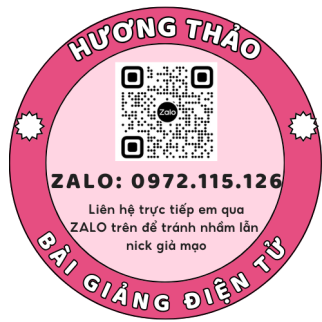 HƯƠNG THẢO
Zalo
ZALO: 0972.115.126
Liên hệ trực tiếp em qua
ZALO trên để tránh nhầm lẫn
nick giả mạo
BÀI GIẢNG ĐIỆN TỬ